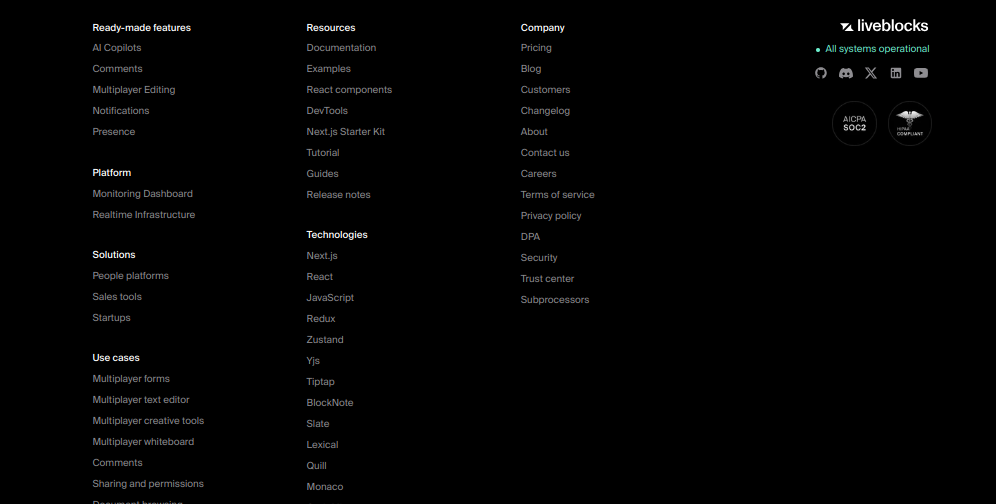 Ready-made features
AI Copilots
Comments
Multiplayer Editing
Notifications
Presence
Platform
Monitoring Dashboard
Realtime Infrastructure
Solutions
People platforms
Sales tools
Startups
Use cases
Multiplayer forms
Multiplayer text editor
Multiplayer creative tools
Multiplayer whiteboard
Comments
Sharing and permissions
Document browsing
Resources
Documentation
Examples
React components
DevTools
Next.js Starter Kit
Tutorial
Guides
Release notes
Technologies
Next.js
React
JavaScript
Redux
Zustand
Yjs
Tiptap
BlockNote
Slate
Lexical
Quill
Monaco
Company
Pricing
Blog
Customers
Changelog
About
Contact us
Careers
Terms of service
Privacy policy
DPA
Security
Trust center
Subprocessors
liveblocks
All systems operational
AICPA
SOC2
HIPAA
COMPLIANT